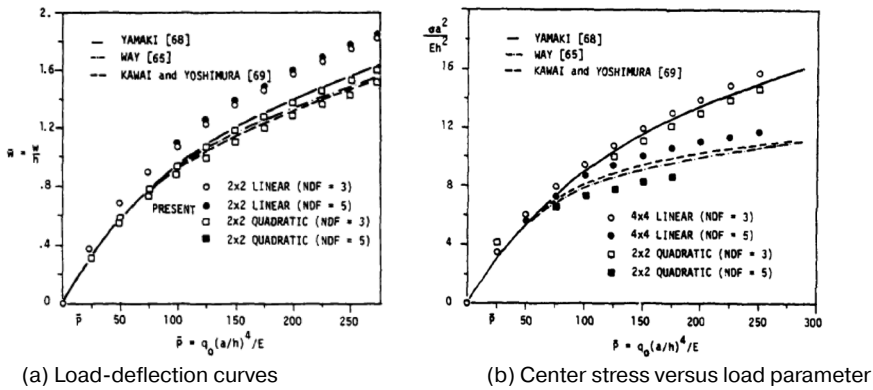 2.
1.6
1.2
.8
.4
0
w̄ = w/h
YAMAKI [68]
WAY [65]
KAWAI and YOSHIMURA [69]
PRESENT
2x2 LINEAR (NDF = 3)
2x2 LINEAR (NDF = 5)
2x2 QUADRATIC (NDF = 3)
2x2 QUADRATIC (NDF = 5)
p̄ 50 100 150 200 250
p̄ = q₀(a/h)⁴/E
(a) Load-deflection curves
20
σa²
Eh²
16
12
8
4
0
YAMAKI [68]
WAY [65]
KAWAI and YOSHIMURA [69]
4x4 LINEAR (NDF = 3)
4x4 LINEAR (NDF = 5)
2x2 QUADRATIC (NDF = 3)
2x2 QUADRATIC (NDF = 5)
p̄ 50 100 150 200 250 300
p̄ = q₀(a/h)⁴/E
(b) Center stress versus load parameter